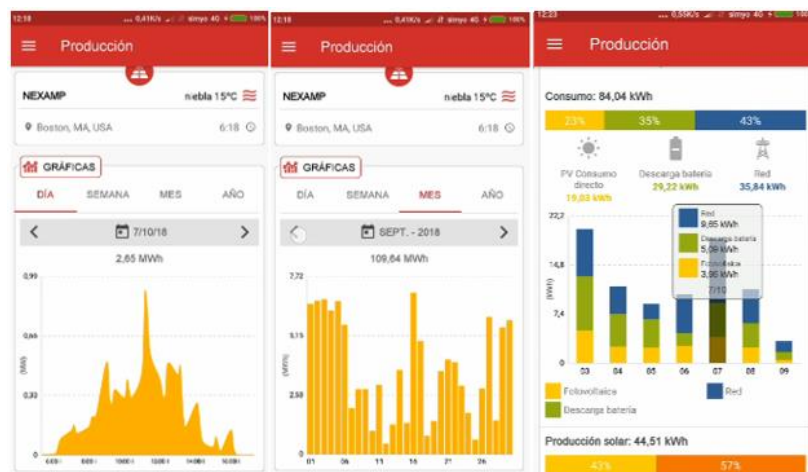 12:18 ... 0,41K/s simyo 4G 100%
Producción
NEXAMP niebla 15ºC
Boston, MA, USA 6:18
GRÁFICAS
DÍA SEMANA MES AÑO
7/10/18
2,65 MWh
0,99
0,66
0,33
(MW)
12:18 ... 0,41K/s simyo 4G 100%
Producción
NEXAMP niebla 15ºC
Boston, MA, USA 6:18
GRÁFICAS
DÍA SEMANA MES AÑO
SEPT. - 2018
109,64 MWh
7,72
5,15
2,58
(MWh)
01 06 11 16 21 26
12:23 ... 0,55K/s simyo 4G 100%
Producción
Consumo: 84,04 kWh
23% 35% 43%
PV Consumo directo Descarga batería Red
19,03 kWh 29,22 kWh 35,84 kWh
22,2
14,8
7,4
0
(kWh)
Red
9,65 kWh
Descarga batería
5,09 kWh
Fotovoltaica
7/10
03 04 05 06 07 08 09
Fotovoltaica Red
Descarga batería
Producción solar: 44,51 kWh
43% 57%